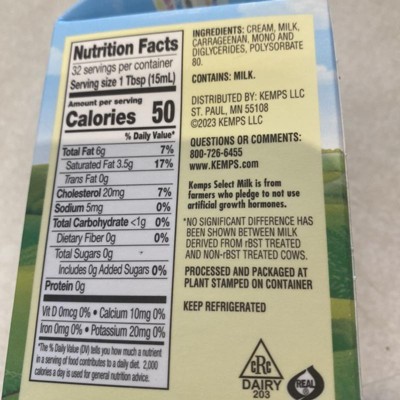 Nutrition Facts
32 servings per container
Serving size 1 Tbsp (15mL)
Amount per serving
Calories 50
% Daily Value*
Total Fat 6g 7%
Saturated Fat 3.5g 17%
Trans Fat 0g
Cholesterol 20mg 7%
Sodium 5mg 0%
Total Carbohydrate <1g 0%
Dietary Fiber 0g 0%
Total Sugars 0g
Includes 0g Added Sugars 0%
Protein 0g
Vit D 0mcg 0% • Calcium 10mg 0%
Iron 0mg 0% • Potassium 20mg 0%
*The % Daily Value (DV) tells you how much a nutrient
in a serving of food contributes to a daily diet. 2,000
calories a day is used for general nutrition advice.
INGREDIENTS: CREAM, MILK,
CARRAGEENAN, MONO AND
DIGLYCERIDES, POLYSORBATE
80.
CONTAINS: MILK.
DISTRIBUTED BY: KEMPS LLC
ST. PAUL, MN 55108
©2023 KEMPS LLC
QUESTIONS OR COMMENTS:
800-726-6455
WWW.KEMPS.COM
Kemps Select Milk is from
farmers who pledge to not use
artificial growth hormones.
*NO SIGNIFICANT DIFFERENCE HAS
BEEN SHOWN BETWEEN MILK
DERIVED FROM rBST TREATED
AND NON-rBST TREATED COWS.
PROCESSED AND PACKAGED AT
PLANT STAMPED ON CONTAINER
KEEP REFRIGERATED
cRc
DAIRY
203
REAL